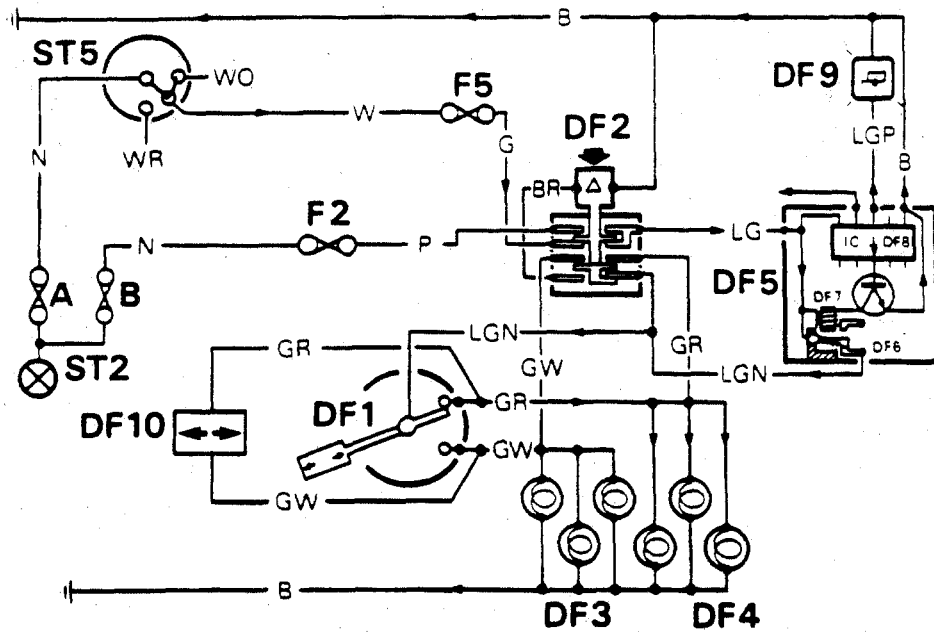 B
ST5
WO
F5
DF9
W
DF2
LGP
N
WR
G
B
BR
F2
N
P
LG
IC
DF8
A
B
DF5
DF7
LGN
DF6
GR
GR
ST2
GW
LGN
DF1
GR
DF10
GW
GW
B
DF3
DF4